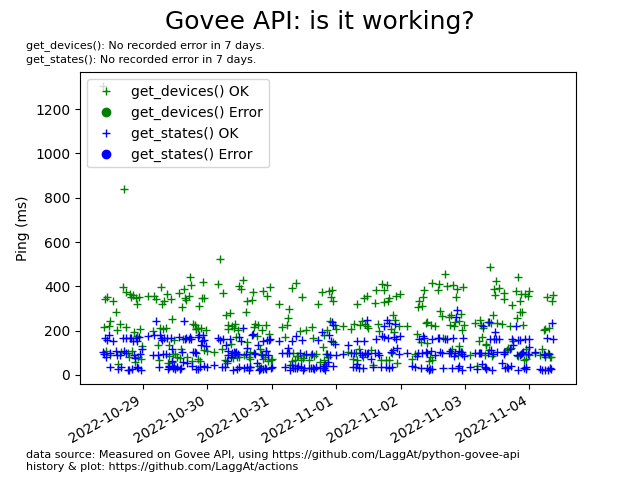 Govee API: is it working?
get_devices(): No recorded error in 7 days.
get_states(): No recorded error in 7 days.
get_devices() OK
get_devices() Error
get_states() OK
get_states() Error
Ping (ms)
1200
1000
800
600
400
200
0
2022-10-29
2022-10-30
2022-10-31
2022-11-01
2022-11-02
2022-11-03
2022-11-04
data source: Measured on Govee API, using https://github.com/LaggAt/python-govee-api
history & plot: https://github.com/LaggAt/actions